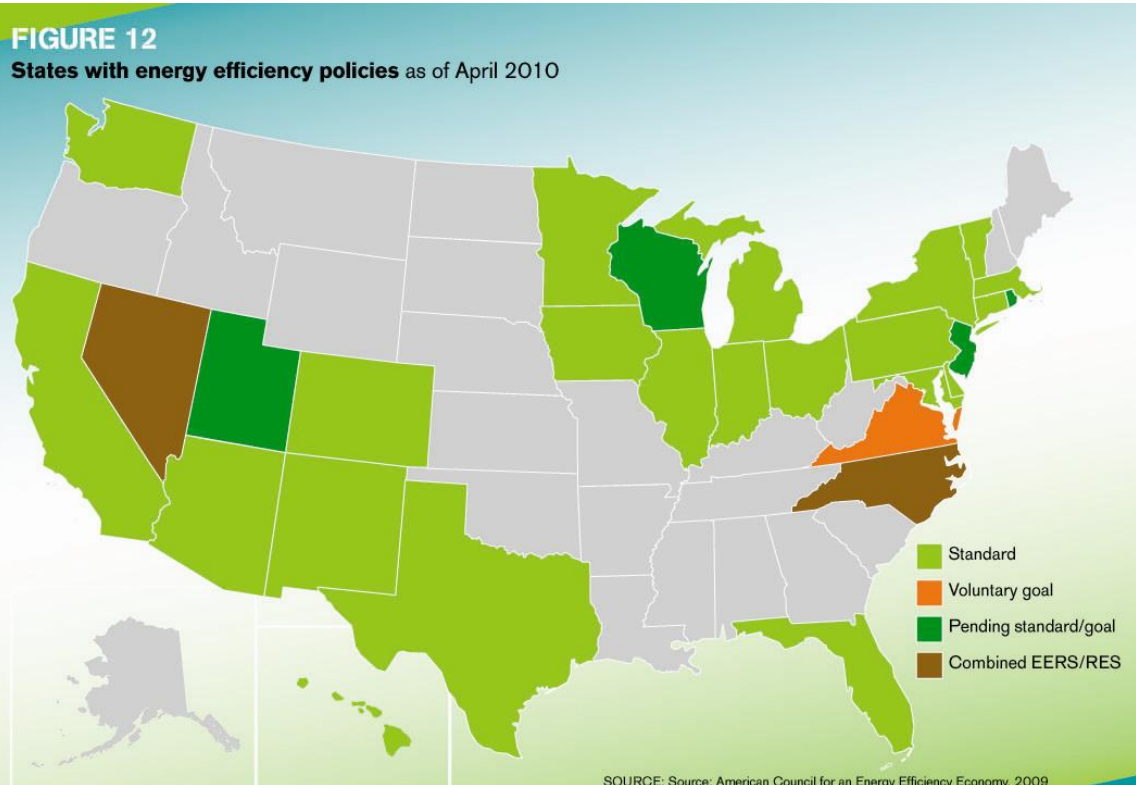 FIGURE 12
States with energy efficiency policies as of April 2010
Standard
Voluntary goal
Pending standard/goal
Combined EERS/RES
SOURCE: Source: American Council for an Energy Efficiency Economy, 2009